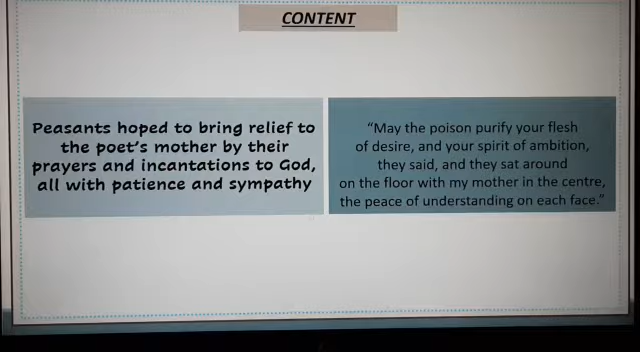 CONTENT
Peasants hoped to bring relief to
the poet's mother by their
prayers and incantations to God,
all with patience and sympathy
“May the poison purify your flesh
of desire, and your spirit of ambition,
they said, and they sat around
on the floor with my mother in the centre,
the peace of understanding on each face.”